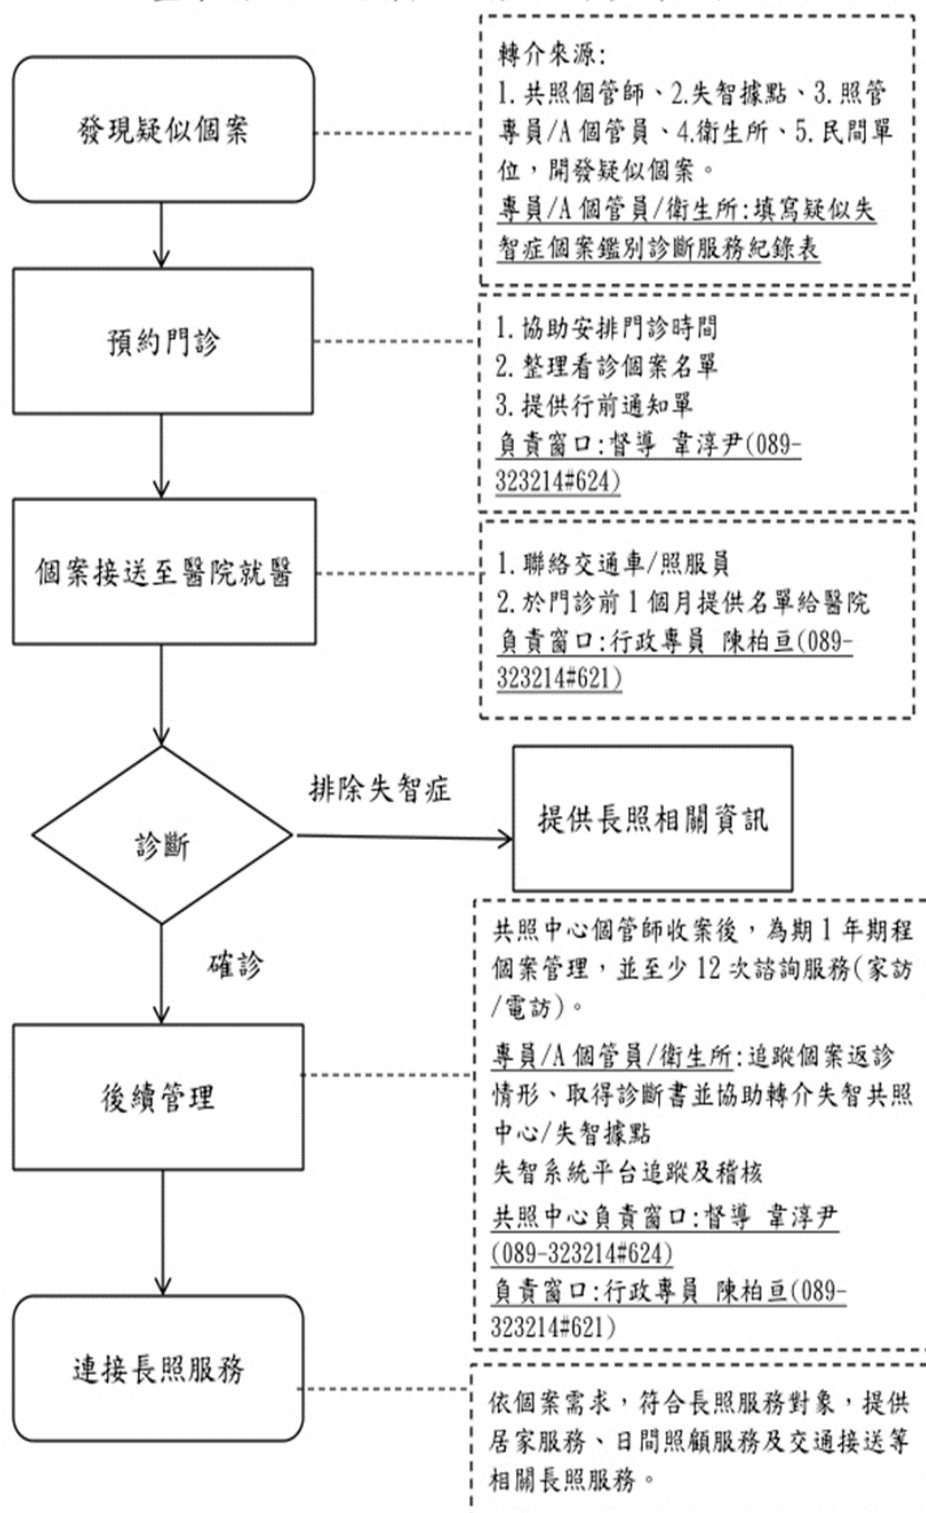 發現疑似個案
轉介來源:
1.共照個管師、2.失智據點、3.照管
專員/A個管員、4.衛生所、5.民間單
位，開發疑似個案。
專員/A個管員/衛生所:填寫疑似失
智症個案鑑別診斷服務紀錄表
預約門診
1.協助安排門診時間
2.整理看診個案名單
3.提供行前通知單
負責窗口:督導 韋淳尹(089-
323214#624)
個案接送至醫院就醫
1.聯絡交通車/照服員
2.於門診前1個月提供名單給醫院
負責窗口:行政專員 陳柏亘(089-
323214#621)
診斷
排除失智症
提供長照相關資訊
確診
後續管理
共照中心個管師收案後，為期1年期程
個案管理，並至少12次諮詢服務(家訪
/電訪)。
專員/A個管員/衛生所:追蹤個案返診
情形、取得診斷書並協助轉介失智共照
中心/失智據點
失智系統平台追蹤及稽核
共照中心負責窗口:督導 韋淳尹
(089-323214#624)
負責窗口:行政專員 陳柏亘(089-
323214#621)
連接長照服務
依個案需求，符合長照服務對象，提供
居家服務、日間照顧服務及交通接送等
相關長照服務。